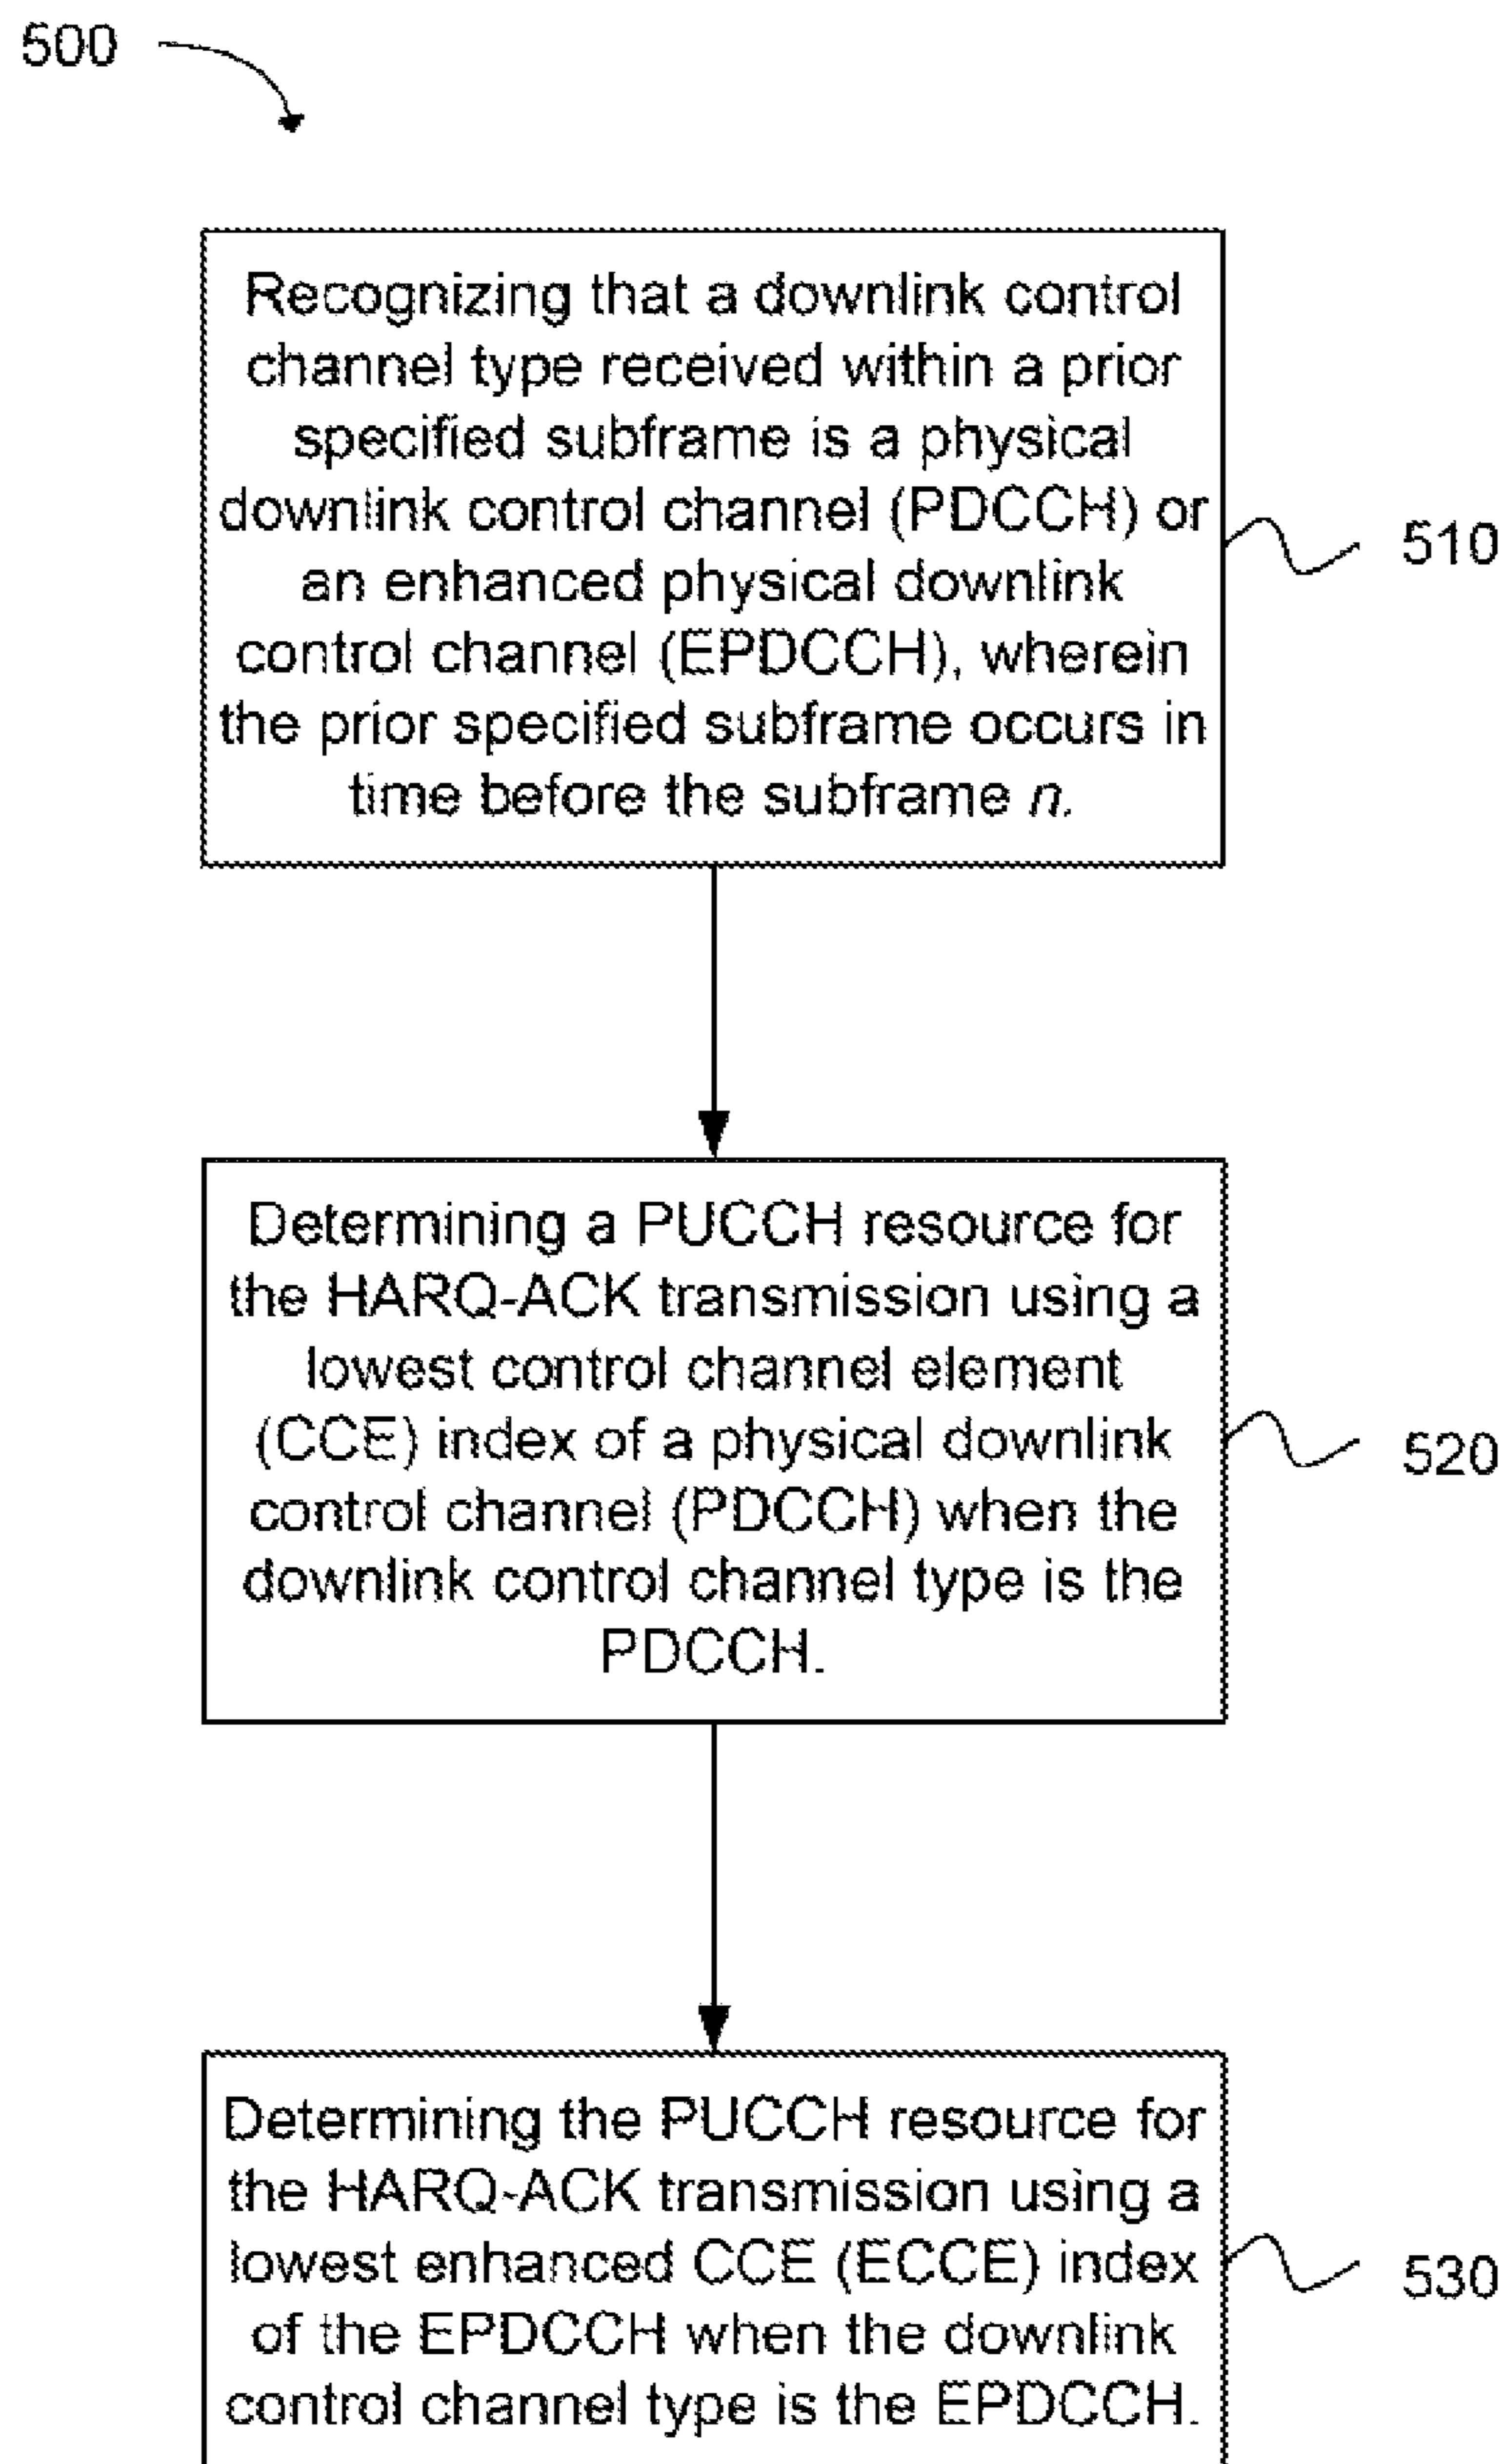 500
Recognizing that a downlink control
channel type received within a prior
specified subframe is a physical
downlink control channel (PDCCH) or
an enhanced physical downlink
control channel (EPDCCH), wherein
the prior specified subframe occurs in
time before the subframe n.
510
Determining a PUCCH resource for
the HARQ-ACK transmission using a
lowest control channel element
(CCE) index of a physical downlink
control channel (PDCCH) when the
downlink control channel type is the
PDCCH.
520
Determining the PUCCH resource for
the HARQ-ACK transmission using a
lowest enhanced CCE (ECCE) index
of the EPDCCH when the downlink
control channel type is the EPDCCH.
530